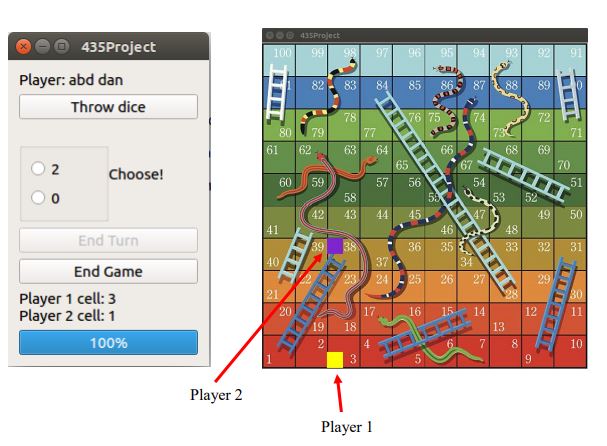 435Project
Player: abd dan
Throw dice
2
0
Choose!
End Turn
End Game
Player 1 cell: 3
Player 2 cell: 1
100%
435Project
100 99 98 97 96 95 94 93 92 91
82 83 84 85 86 87 88 89 90
80 79 78 77 75 74 73 72 71
61 62 63 64 65 66 67 68 69 70
60 59 58 57 56 55 54 53 52 51
42 43 44 45 46 47 48 49 50
40 39 38 37 36 35 34 33 32 31
21 23 24 25 26 27 28 29 30
20 19 18 17 16 15 14 13 12 11
1 2 3 4 5 6 7 8 9 10
Player 2
Player 1